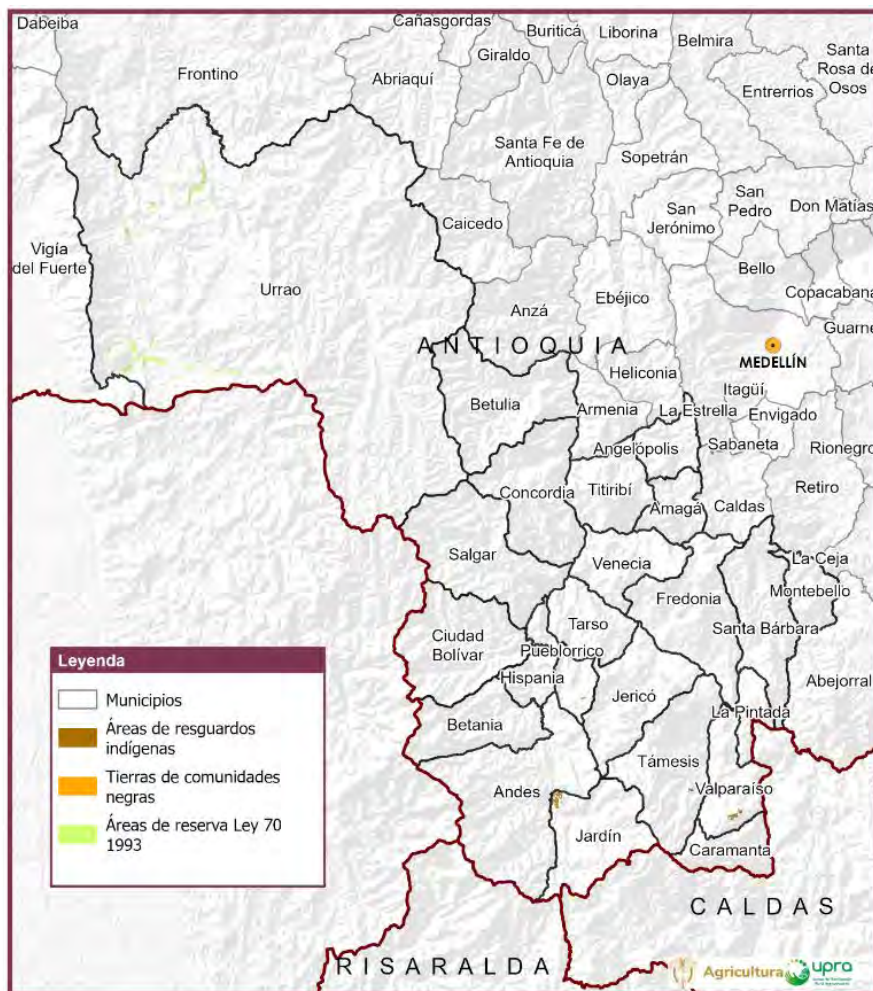 Dabeiba
Cañasgordas
Buriticá
Liborina
Belmira
Santa
Rosa de
Osos
Frontino
Giraldo
Abriaquí
Olaya
Entrerrios
Santa Fe de
Antioquia
Sopetrán
San
Pedro
Don Matías
San
Jerónimo
Caicedo
Vigía
del Fuerte
Urrao
Bello
Copacabana
Anzá
Ebéjico
Guarne
ANTIOQUIA
MEDELLÍN
Heliconia
Itagüí
Betulia
Armenia
La Estrella
Envigado
Angelópolis
Sabaneta
Rionegro
Concordia
Titiribí
Amagá
Caldas
Retiro
Salgar
Venecia
La Ceja
Fredonia
Montebello
Ciudad
Bolívar
Tarso
Santa Bárbara
Pueblorrico
Hispania
Jericó
Abejorral
Betania
La Pintada
Támesis
Andes
Valparaíso
Jardín
Caramanta
CALDAS
RISARALDA
Leyenda
Municipios
Áreas de resguardos
indígenas
Tierras de comunidades
negras
Áreas de reserva Ley 70
1993
Agricultura
upra